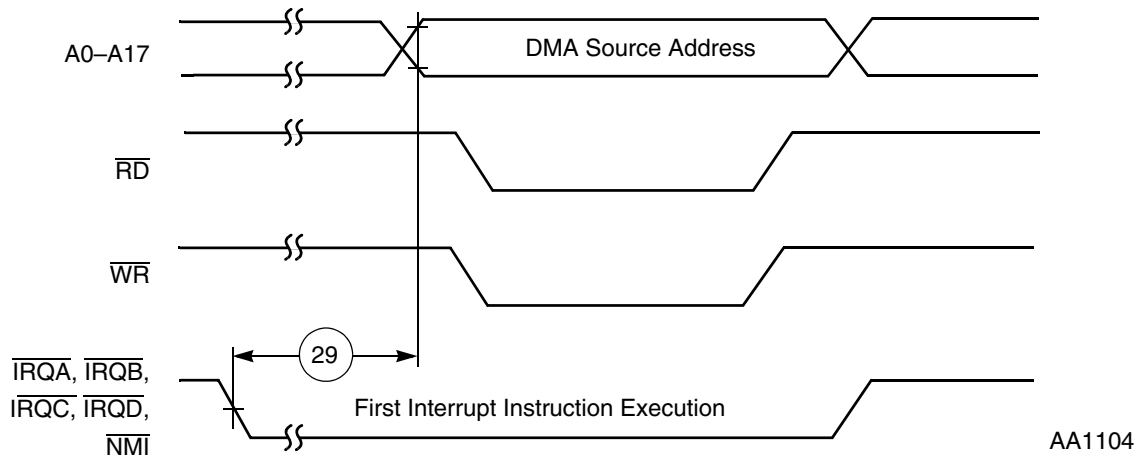 A0–A17
DMA Source Address
RD
WR
29
IRQA, IRQB,
IRQC, IRQD,
NMI
First Interrupt Instruction Execution
AA1104